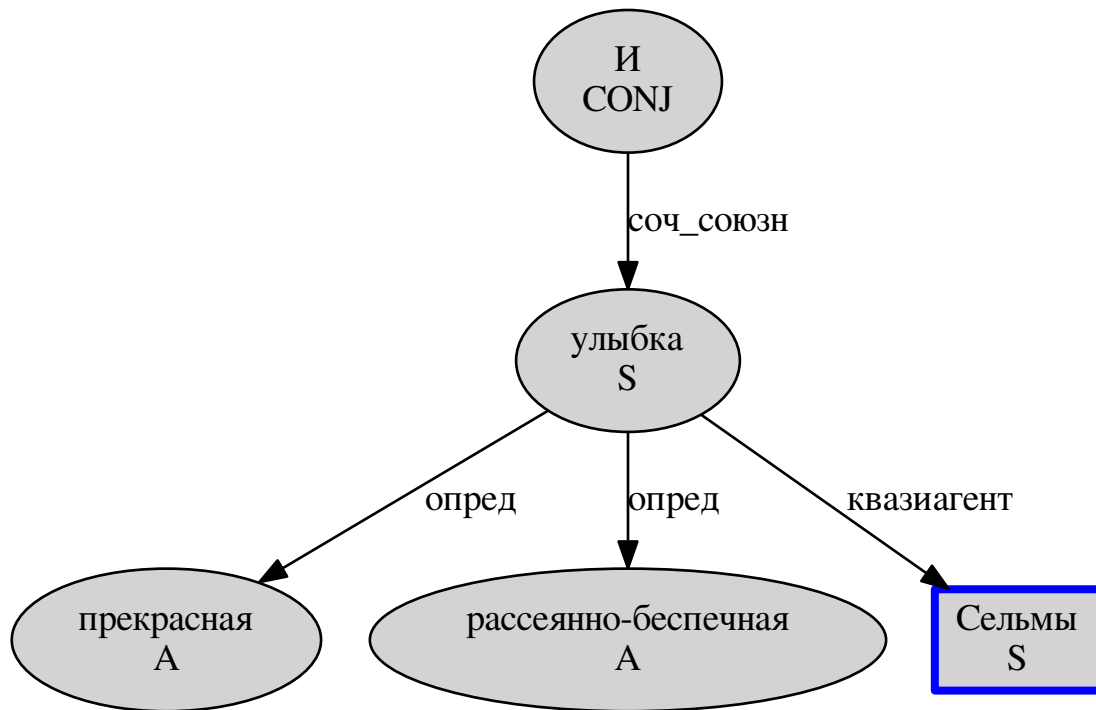 И
CONJ
соч_союзн
улыбка
S
опред
опред
квазиагент
прекрасная
A
рассеянно-беспечная
A
Сельмы
S